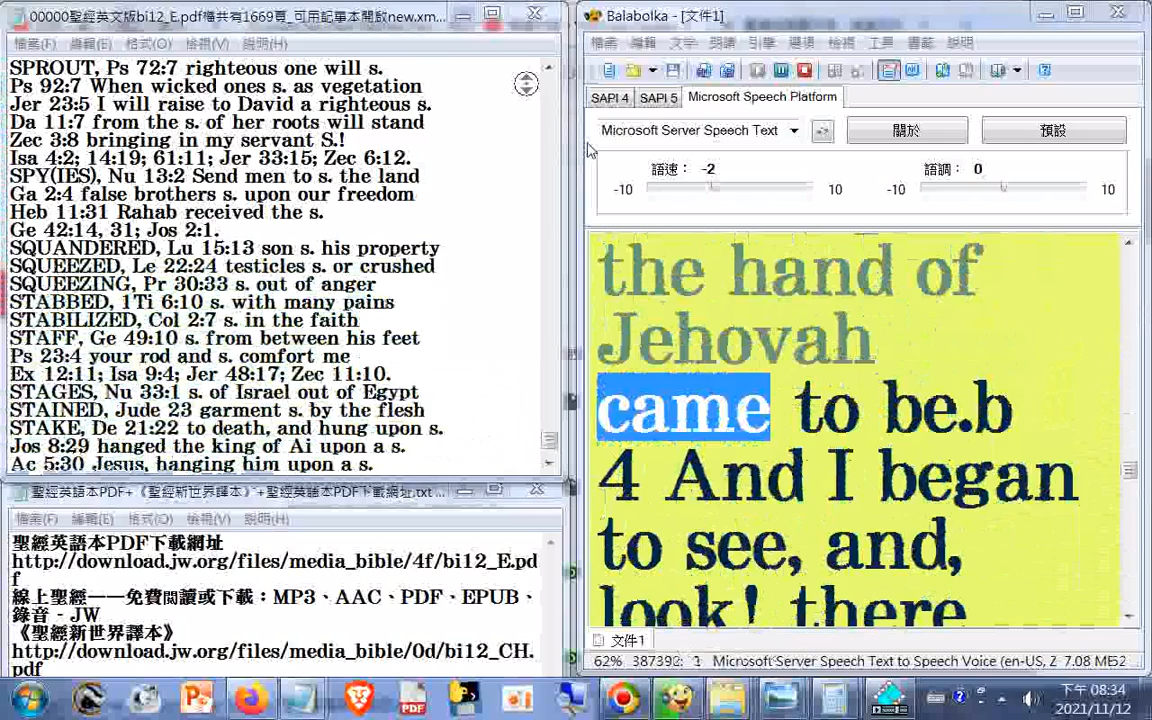 00000聖經英文版bi12_E.pdf檔共有1669頁_可用記事本開啟new.xm...
檔案(F) 編輯(E) 格式(O) 檢視(V) 說明(H)
SPROUT, Ps 72:7 righteous one will s.
Ps 92:7 When wicked ones s. as vegetation
Jer 23:5 I will raise to David a righteous s.
Da 11:7 from the s. of her roots will stand
Zec 3:8 bringing in my servant S.!
Isa 4:2; 14:19; 61:11; Jer 33:15; Zec 6:12.
SPY(IES), Nu 13:2 Send men to s. the land
Ga 2:4 false brothers s. upon our freedom
Heb 11:31 Rahab received the s.
Ge 42:14, 31; Jos 2:1.
SQUANDERED, Lu 15:13 son s. his property
SQUEEZED, Le 22:24 testicles s. or crushed
SQUEEZING, Pr 30:33 s. out of anger
STABBED, 1Ti 6:10 s. with many pains
STABILIZED, Col 2:7 s. in the faith
STAFF, Ge 49:10 s. from between his feet
Ps 23:4 your rod and s. comfort me
Ex 12:11; Isa 9:4; Jer 48:17; Zec 11:10.
STAGES, Nu 33:1 s. of Israel out of Egypt
STAINED, Jude 23 garment s. by the flesh
STAKE, De 21:22 to death, and hung upon s.
Jos 8:29 hanged the king of Ai upon a s.
Ac 5:30 Jesus, hanging him upon a s.
聖經英語本PDF+《聖經新世界譯本》+聖經英語本PDF下載網址.txt ...
檔案(F) 編輯(E) 格式(O) 檢視(V) 說明(H)
聖經英語本PDF下載網址
http://download.jw.org/files/media_bible/4f/bi12_E.pd
f
線上聖經——免費閱讀或下載：MP3、AAC、PDF、EPUB、
錄音 - JW
《聖經新世界譯本》
http://download.jw.org/files/media_bible/0d/bi12_CH.
pdf
Balabolka - [文件1]
檔案 編輯 文字 朗讀 引擎 選項 檢視 工具 書籤 說明
SAPI 4 SAPI 5 Microsoft Speech Platform
Microsoft Server Speech Text 關於 預設
語速： -2 語調： 0
-10 10 -10 10
the hand of
Jehovah
came to be.b
4 And I began
to see, and,
look! there
文件1
62% 387392: 1 Microsoft Server Speech Text to Speech Voice (en-US, Z 7.08 ME52
下午 08:34
2021/11/12